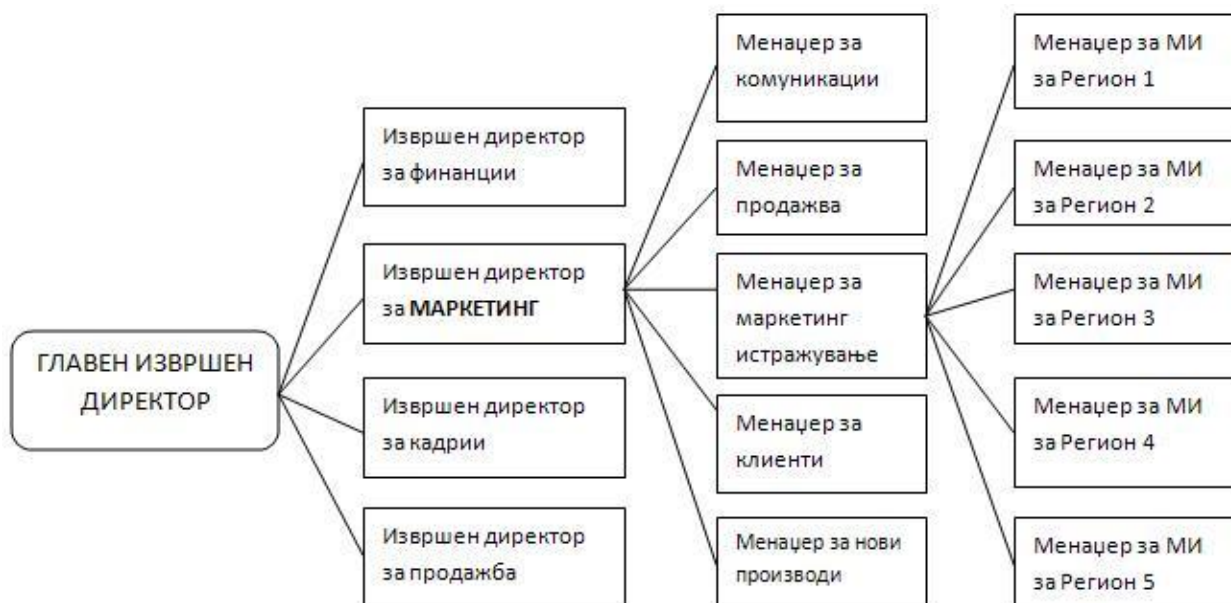 ГЛАВЕН ИЗВРШЕН
ДИРЕКТОР
Извршен директор
за финансии
Извршен директор
за МАРКЕТИНГ
Извршен директор
за кадрии
Извршен директор
за продажба
Менаџер за
комуникации
Менаџер за
продажва
Менаџер за
маркетинг
истражување
Менаџер за
клиенти
Менаџер за нови
производи
Менаџер за МИ
за Регион 1
Менаџер за МИ
за Регион 2
Менаџер за МИ
за Регион 3
Менаџер за МИ
за Регион 4
Менаџер за МИ
за Регион 5